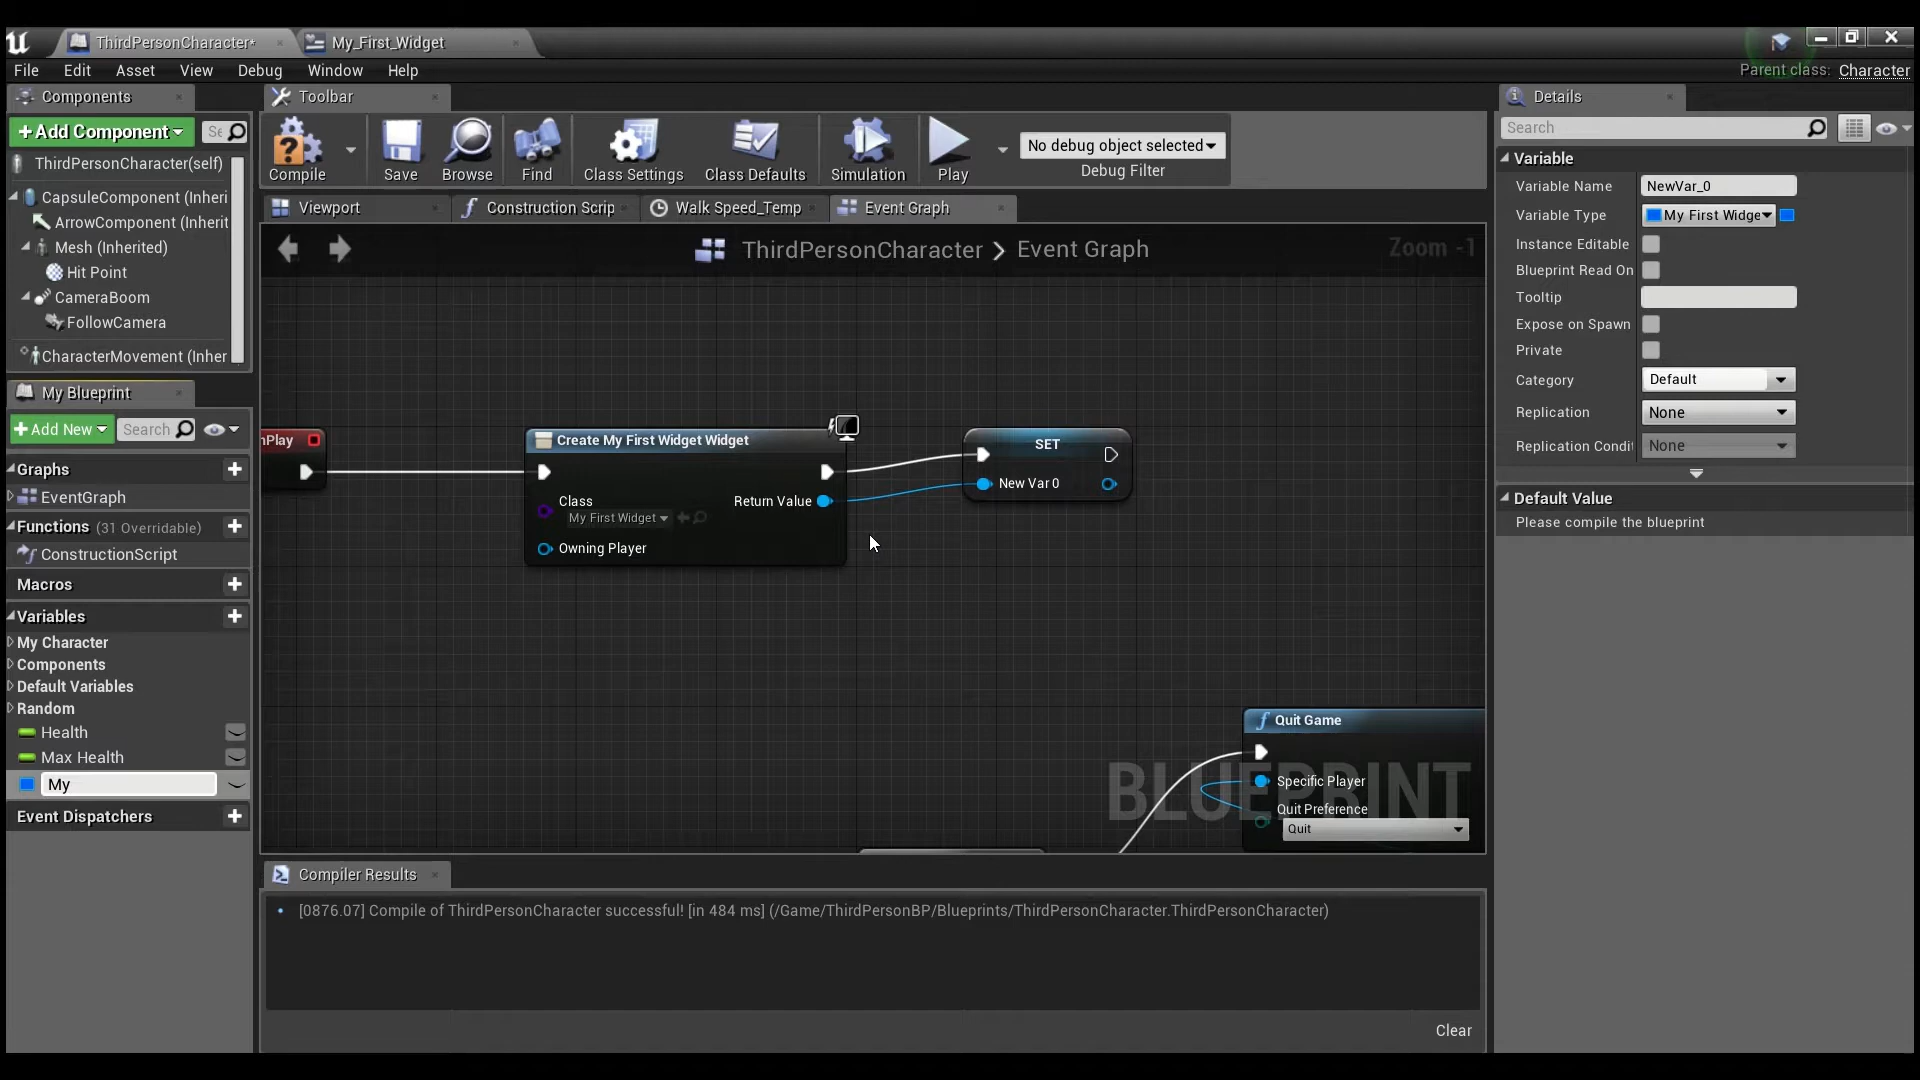 ThirdPersonCharacter*
My_First_Widget
File Edit Asset View Debug Window Help
Parent class: Character
Components
+Add Component
Se
ThirdPersonCharacter(self)
CapsuleComponent (Inheri
ArrowComponent (Inherit
Mesh (Inherited)
Hit Point
CameraBoom
FollowCamera
CharacterMovement (Inher
My Blueprint
+Add New
Search
Graphs
EventGraph
Functions (31 Overridable)
ConstructionScript
Macros
Variables
My Character
Components
Default Variables
Random
Health
Max Health
My
Event Dispatchers
Toolbar
Compile
Save
Browse
Find
Class Settings
Class Defaults
Simulation
Play
No debug object selected
Debug Filter
Viewport
Construction Scrip
Walk Speed_Temp
Event Graph
ThirdPersonCharacter > Event Graph
Zoom -1
nPlay
Create My First Widget Widget
Class
My First Widget
Return Value
Owning Player
SET
New Var 0
Quit Game
Specific Player
Quit Preference
Quit
BLUEPRINT
Compiler Results
[0876.07] Compile of ThirdPersonCharacter successful! [in 484 ms] (/Game/ThirdPersonBP/Blueprints/ThirdPersonCharacter.ThirdPersonCharacter)
Clear
Details
Search
Variable
Variable Name NewVar_0
Variable Type My First Widge
Instance Editable
Blueprint Read On
Tooltip
Expose on Spawn
Private
Category Default
Replication None
Replication Condi None
Default Value
Please compile the blueprint